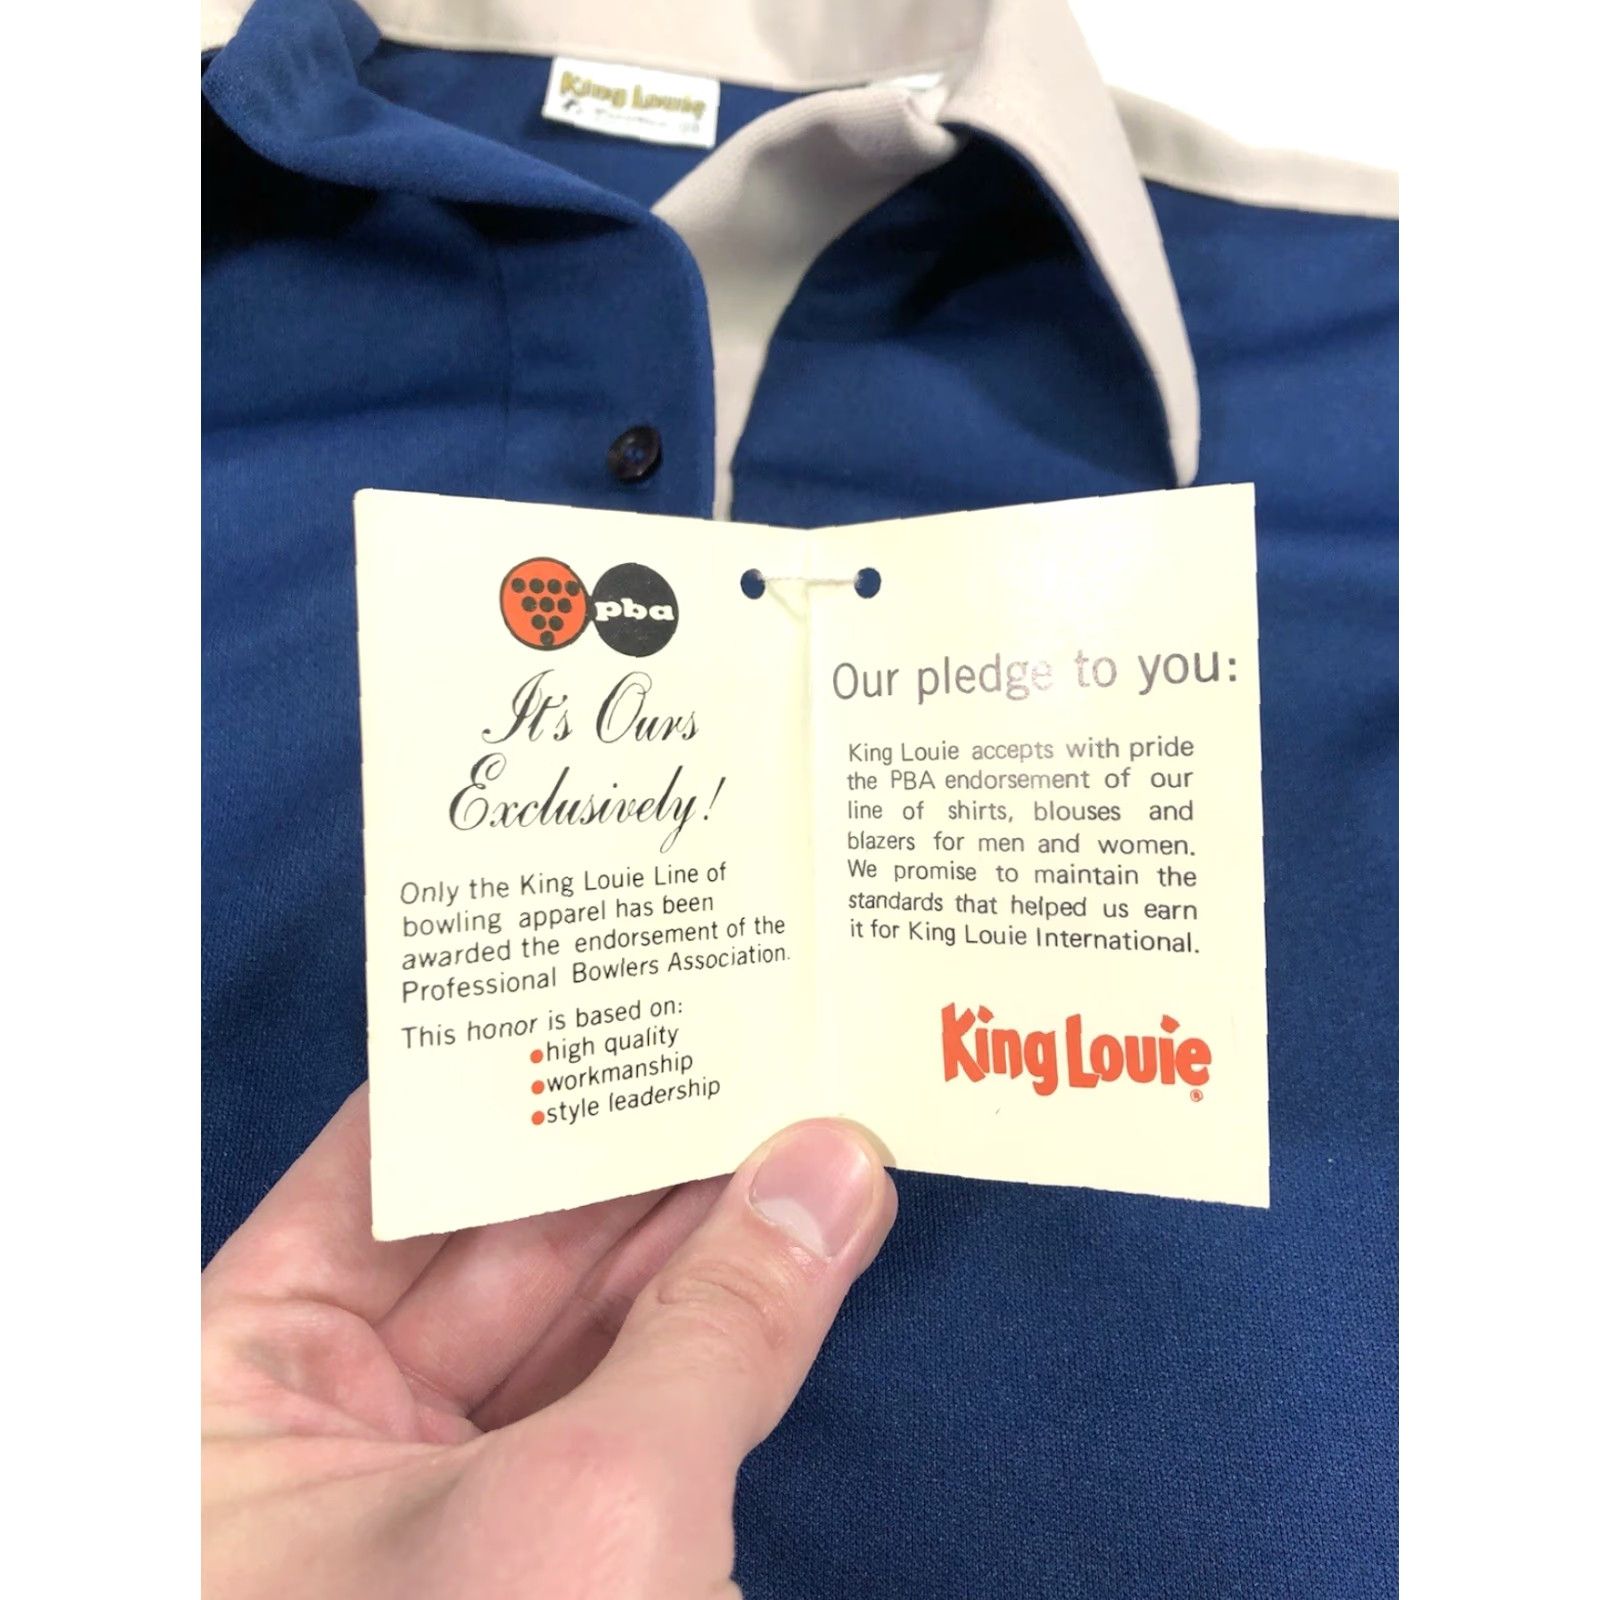 King Louie
pba
It's Ours
Exclusively!
Only the King Louie Line of
bowling apparel has been
awarded the endorsement of the
Professional Bowlers Association.
This honor is based on:
•high quality
•workmanship
•style leadership
Our pledge to you:
King Louie accepts with pride
the PBA endorsement of our
line of shirts, blouses and
blazers for men and women.
We promise to maintain the
standards that helped us earn
it for King Louie International.
King Louie
®